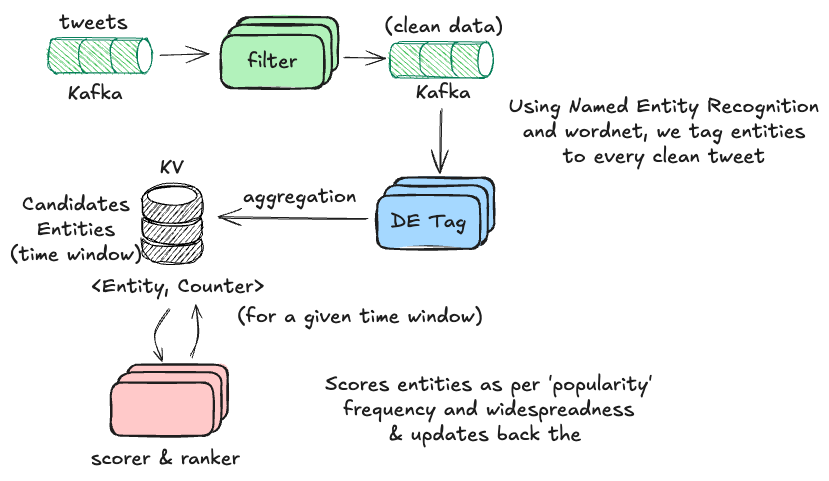 tweets
Kafka
filter
(clean data)
Kafka
Using Named Entity Recognition
and wordnet, we tag entities
to every clean tweet
DE Tag
aggregation
KV
Candidates
Entities
(time window)
<Entity, Counter>
(for a given time window)
scorer & ranker
Scores entities as per 'popularity'
frequency and widespreadness
& updates back the